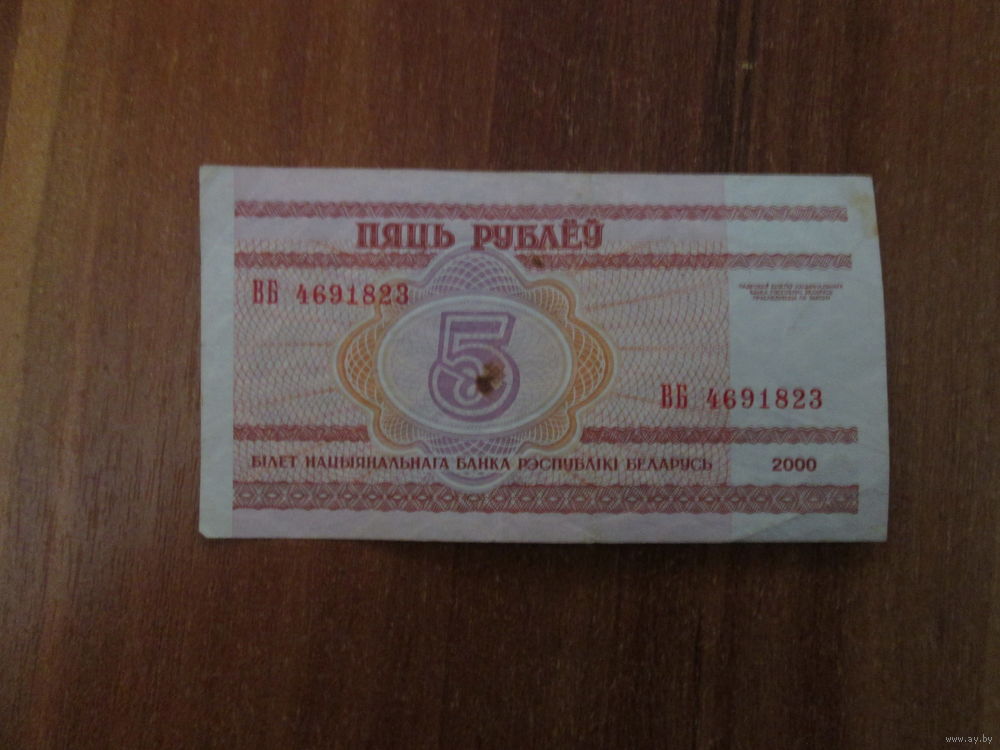 ПЯЦЬ РУБЛЁЎ
ВБ 4691823
5
ВБ 4691823
БІЛЕТ НАЦЫЯНАЛЬНАГА БАНКА РЭСПУБЛІКІ БЕЛАРУСЬ 2000
www.ay.by